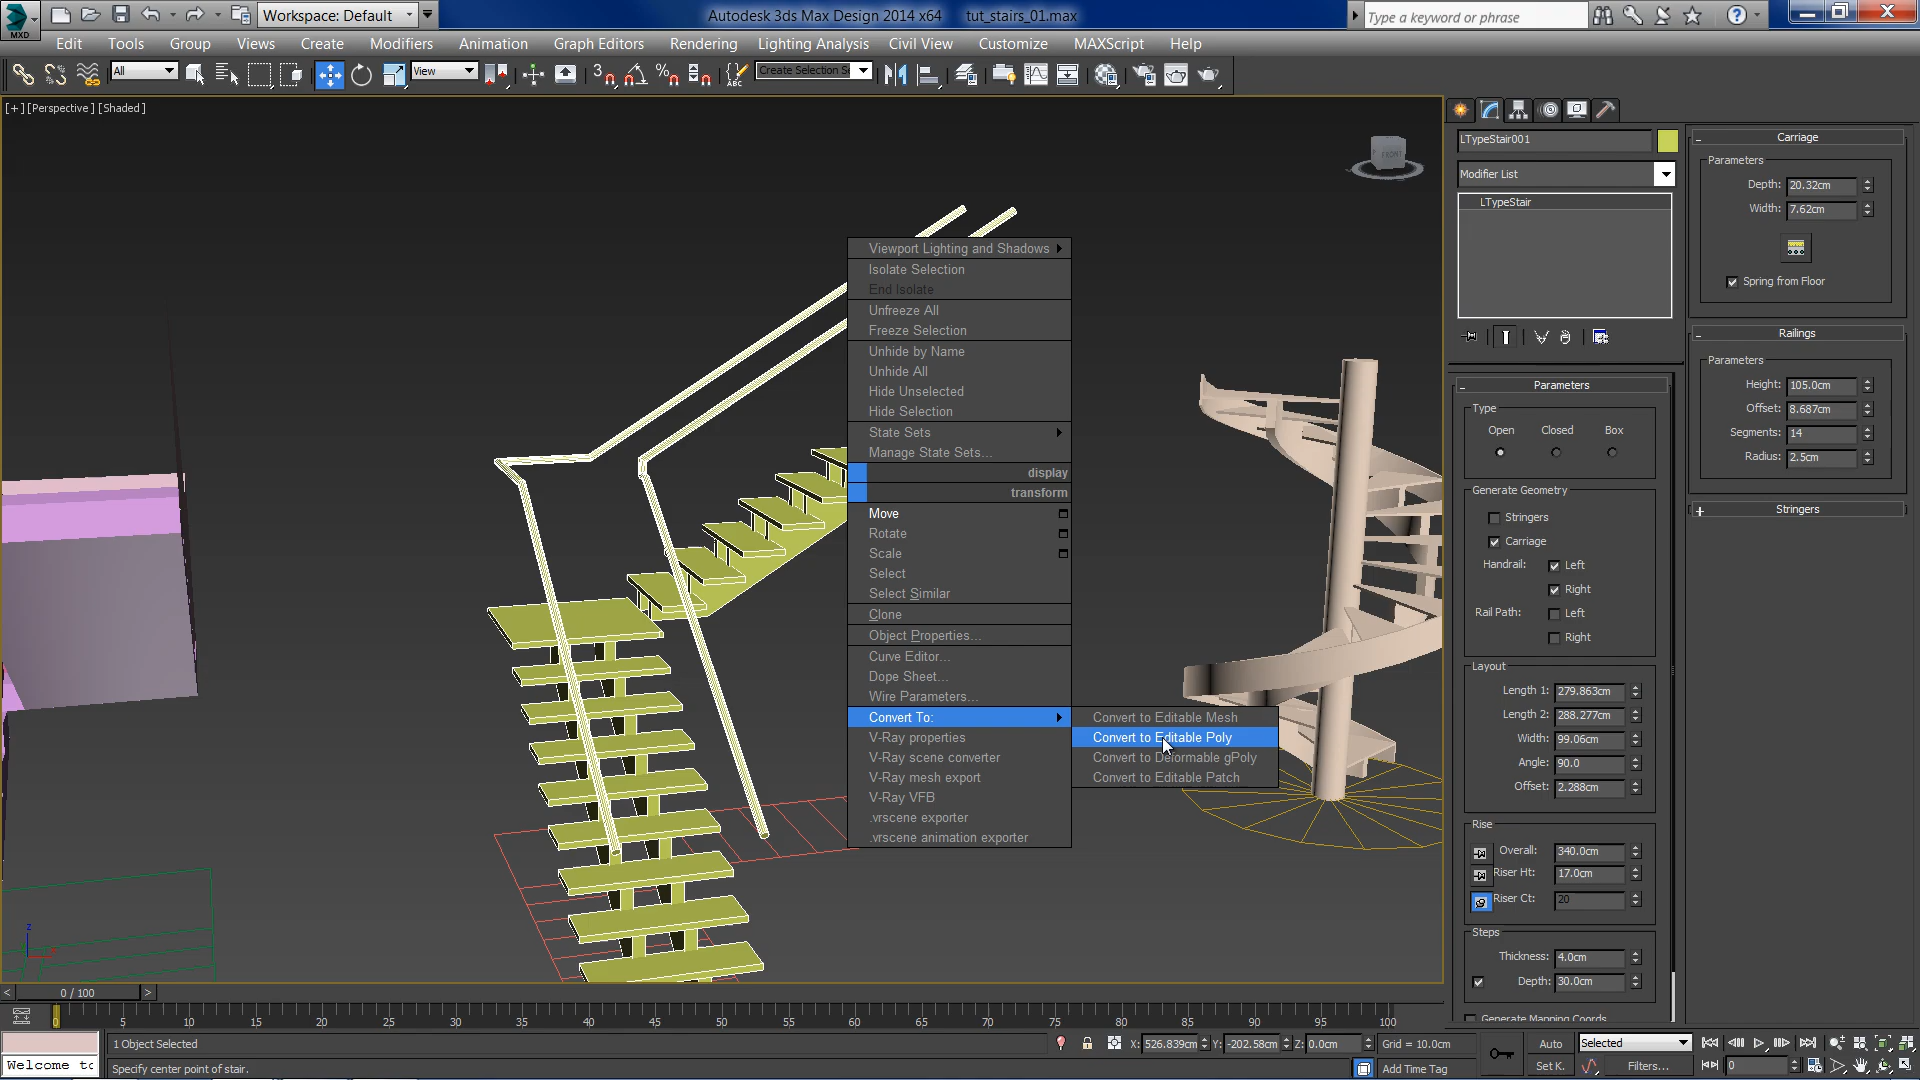 MXD
Workspace: Default
Autodesk 3ds Max Design 2014 x64 tut_stairs_01.max
Type a keyword or phrase
Edit Tools Group Views Create Modifiers Animation Graph Editors Rendering Lighting Analysis Civil View Customize MAXScript Help
All View 3 ABC Create Selection S
[+] [Perspective] [Shaded]
FRONT
Viewport Lighting and Shadows
Isolate Selection
End Isolate
Unfreeze All
Freeze Selection
Unhide by Name
Unhide All
Hide Unselected
Hide Selection
State Sets
Manage State Sets...
display
transform
Move
Rotate
Scale
Select
Select Similar
Clone
Object Properties...
Curve Editor...
Dope Sheet...
Wire Parameters...
Convert To:
V-Ray properties
V-Ray scene converter
V-Ray mesh export
V-Ray VFB
.vrscene exporter
.vrscene animation exporter
Convert to Editable Mesh
Convert to Editable Poly
Convert to Deformable gPoly
Convert to Editable Patch
LTypeStair001
Modifier List
LTypeStair
- Parameters
Type
Open Closed Box
Generate Geometry
Stringers
Carriage
Handrail: Left
Right
Rail Path: Left
Right
Layout
Length 1: 279.863cm
Length 2: 288.277cm
Width: 99.06cm
Angle: 90.0
Offset: 2.288cm
Rise
Overall: 340.0cm
Riser Ht: 17.0cm
Riser Ct: 20
Steps
Thickness: 4.0cm
Depth: 30.0cm
Generate Mapping Coords
- Carriage
Parameters
Depth: 20.32cm
Width: 7.62cm
Spring from Floor
- Railings
Parameters
Height: 105.0cm
Offset: 8.687cm
Segments: 14
Radius: 2.5cm
+ Stringers
z
< 0 / 100 >
0 5 10 15 20 25 30 35 40 45 50 55 60 65 70 75 80 85 90 95 100
1 Object Selected X: 526.839cm Y: -202.58cm Z: 0.0cm Grid = 10.0cm Auto Selected
Welcome to Specify center point of stair. Add Time Tag Set K. Filters... 0